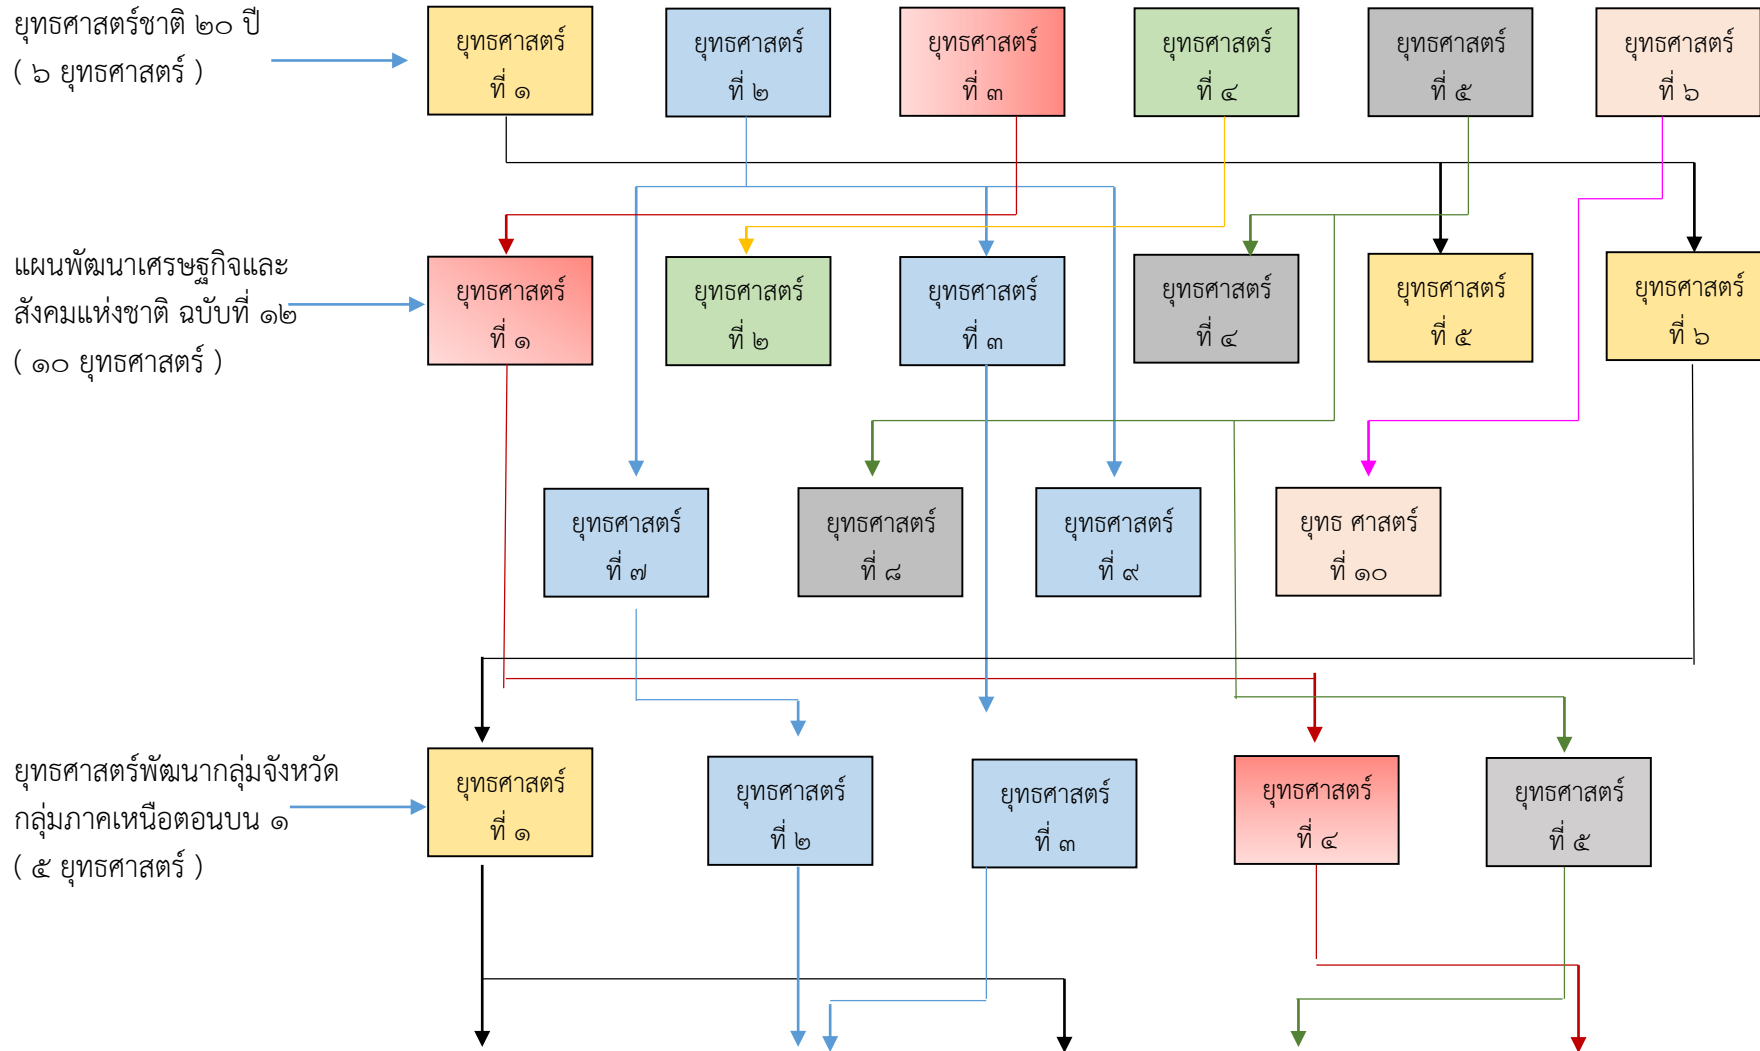 ยุทธศาสตร์ชาติ ๒๐ ปี
( ๖ ยุทธศาสตร์ )
ยุทธศาสตร์
ที่ ๑
ยุทธศาสตร์
ที่ ๒
ยุทธศาสตร์
ที่ ๓
ยุทธศาสตร์
ที่ ๔
ยุทธศาสตร์
ที่ ๕
ยุทธศาสตร์
ที่ ๖
แผนพัฒนาเศรษฐกิจและ
สังคมแห่งชาติ ฉบับที่ ๑๒
( ๑๐ ยุทธศาสตร์ )
ยุทธศาสตร์
ที่ ๑
ยุทธศาสตร์
ที่ ๒
ยุทธศาสตร์
ที่ ๓
ยุทธศาสตร์
ที่ ๔
ยุทธศาสตร์
ที่ ๕
ยุทธศาสตร์
ที่ ๖
ยุทธศาสตร์
ที่ ๗
ยุทธศาสตร์
ที่ ๘
ยุทธศาสตร์
ที่ ๙
ยุทธ ศาสตร์
ที่ ๑๐
ยุทธศาสตร์พัฒนากลุ่มจังหวัด
กลุ่มภาคเหนือตอนบน ๑
( ๕ ยุทธศาสตร์ )
ยุทธศาสตร์
ที่ ๑
ยุทธศาสตร์
ที่ ๒
ยุทธศาสตร์
ที่ ๓
ยุทธศาสตร์
ที่ ๔
ยุทธศาสตร์
ที่ ๕